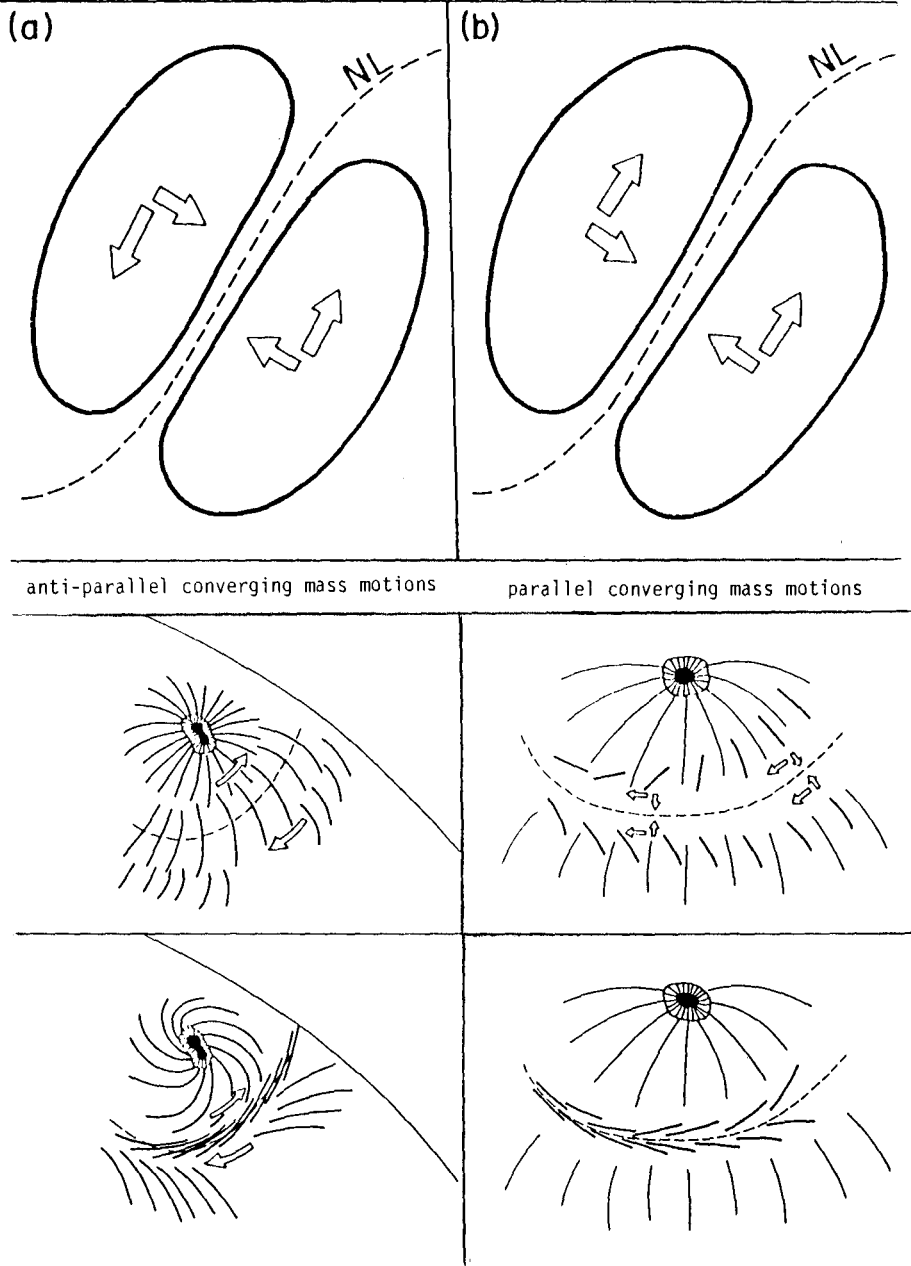 (a)
(b)
NL
NL
anti-parallel converging mass motions
parallel converging mass motions